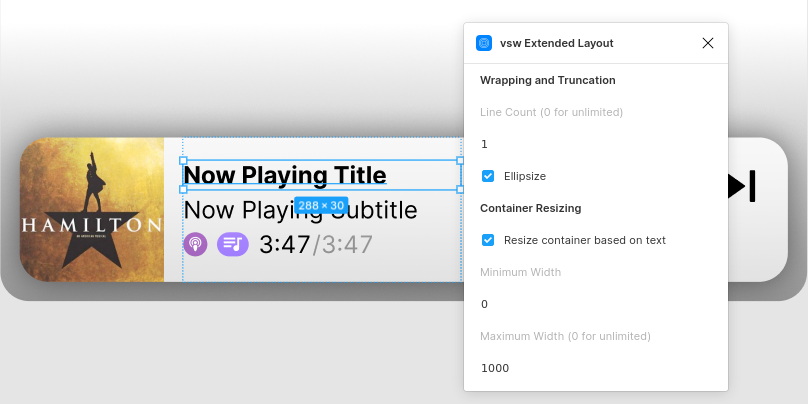 vsw Extended Layout
Wrapping and Truncation
Line Count (0 for unlimited)
1
Ellipsize
Container Resizing
Resize container based on text
Minimum Width
0
Maximum Width (0 for unlimited)
1000
HAMILTON
Now Playing Title
288 × 30
Now Playing Subtitle
3:47/3:47